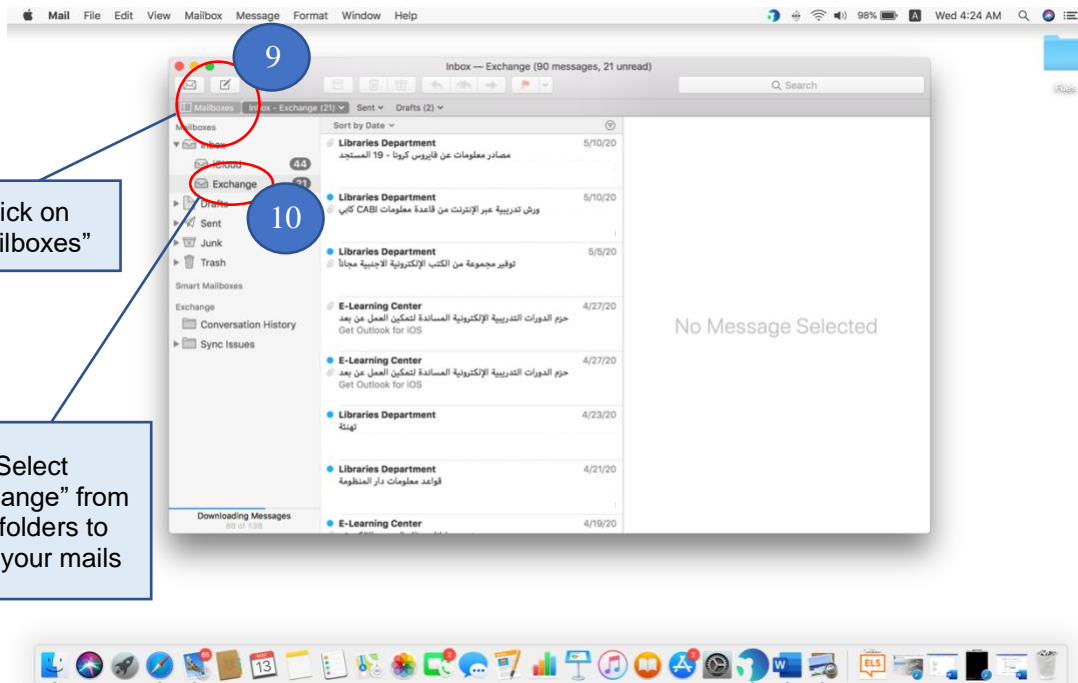 Mail File Edit View Mailbox Message Format Window Help 98% A Wed 4:24 AM
9
Inbox — Exchange (90 messages, 21 unread)
Search
Files
Mailboxes Inbox - Exchange (21) Sent Drafts (2)
Mailboxes
Inbox
iCloud 44
Exchange 21
Drafts
Sent
Junk
Trash
Smart Mailboxes
Exchange
Conversation History
Sync Issues
Downloading Messages
88 of 138
10
ick on
ilboxes”
Select
ange” from
folders to
your mails
Sort by Date
Libraries Department 5/10/20
مصادر معلومات عن فايروس كرونا - 19 المستجد
Libraries Department 5/10/20
ورش تدريبية عبر الإنترنت من قاعدة معلومات CABI كابي
Libraries Department 5/5/20
توفير مجموعة من الكتب الإلكترونية الاجنبية مجاناً
E-Learning Center 4/27/20
حزم الدورات التدريبية الإلكترونية المساندة لتمكين العمل عن بعد
Get Outlook for iOS
E-Learning Center 4/27/20
حزم الدورات التدريبية الإلكترونية المساندة لتمكين العمل عن بعد
Get Outlook for iOS
Libraries Department 4/23/20
تهنئة
Libraries Department 4/21/20
قواعد معلومات دار المنظومة
E-Learning Center 4/19/20
No Message Selected
13
W
ELS